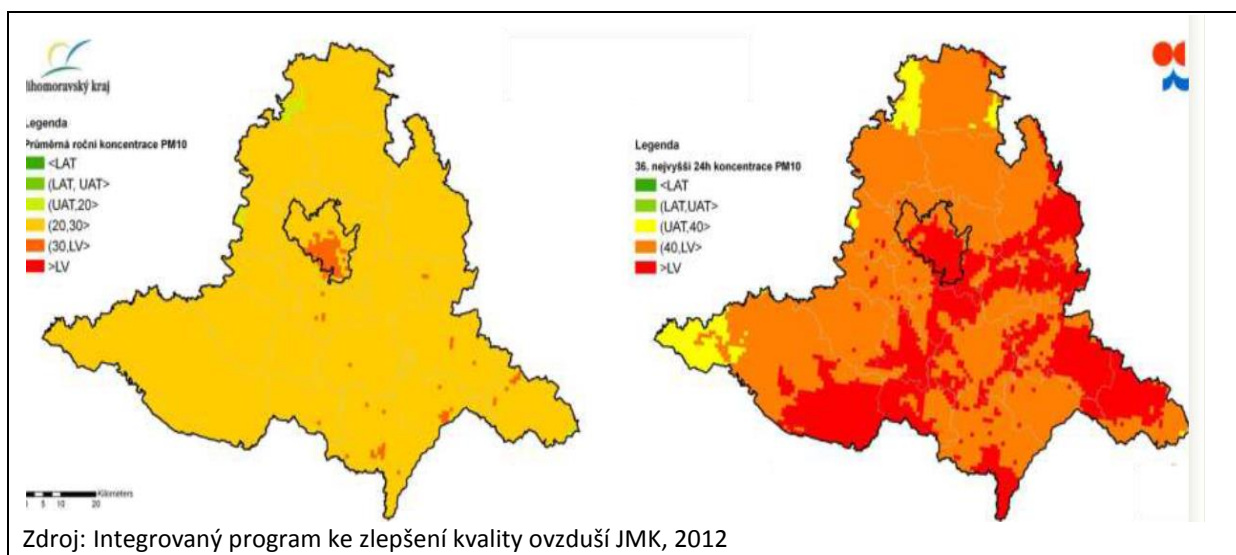 Jihomoravský kraj
Legenda
Průměrná roční koncentrace PM10
<LAT
(LAT, UAT>
(UAT,20>
(20,30>
(30,LV>
>LV
Kilometers
0 5 10 20
Legenda
36. nejvyšší 24h koncentrace PM10
<LAT
(LAT,UAT>
(UAT,40>
(40,LV>
>LV
Zdroj: Integrovaný program ke zlepšení kvality ovzduší JMK, 2012